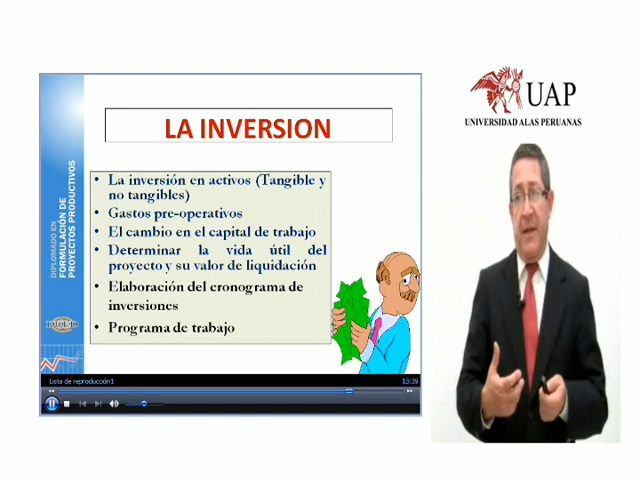 UAP
UNIVERSIDAD ALAS PERUANAS
LA INVERSION
• La inversión en activos (Tangible y
no tangibles)
• Gastos pre-operativos
• El cambio en el capital de trabajo
• Determinar la vida útil del
proyecto y su valor de liquidación
• Elaboración del cronograma de
inversiones
• Programa de trabajo
DIPLOMADO EN
FORMULACIÓN DE
PROYECTOS PRODUCTIVOS
Lista de reproducción1
13:39